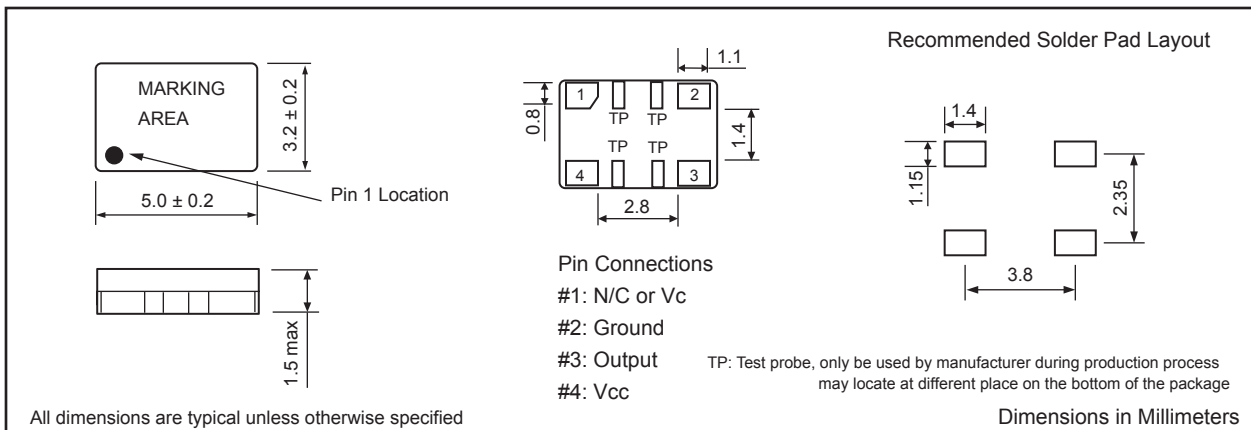 Recommended Solder Pad Layout
MARKING
AREA
3.2 ± 0.2
Pin 1 Location
5.0 ± 0.2
1.5 max
1.1
0.8
1
2
TP TP
TP TP
4
3
1.4
2.8
1.4
1.15
2.35
3.8
Pin Connections
#1: N/C or Vc
#2: Ground
#3: Output
#4: Vcc
TP: Test probe, only be used by manufacturer during production process
may locate at different place on the bottom of the package
All dimensions are typical unless otherwise specified
Dimensions in Millimeters